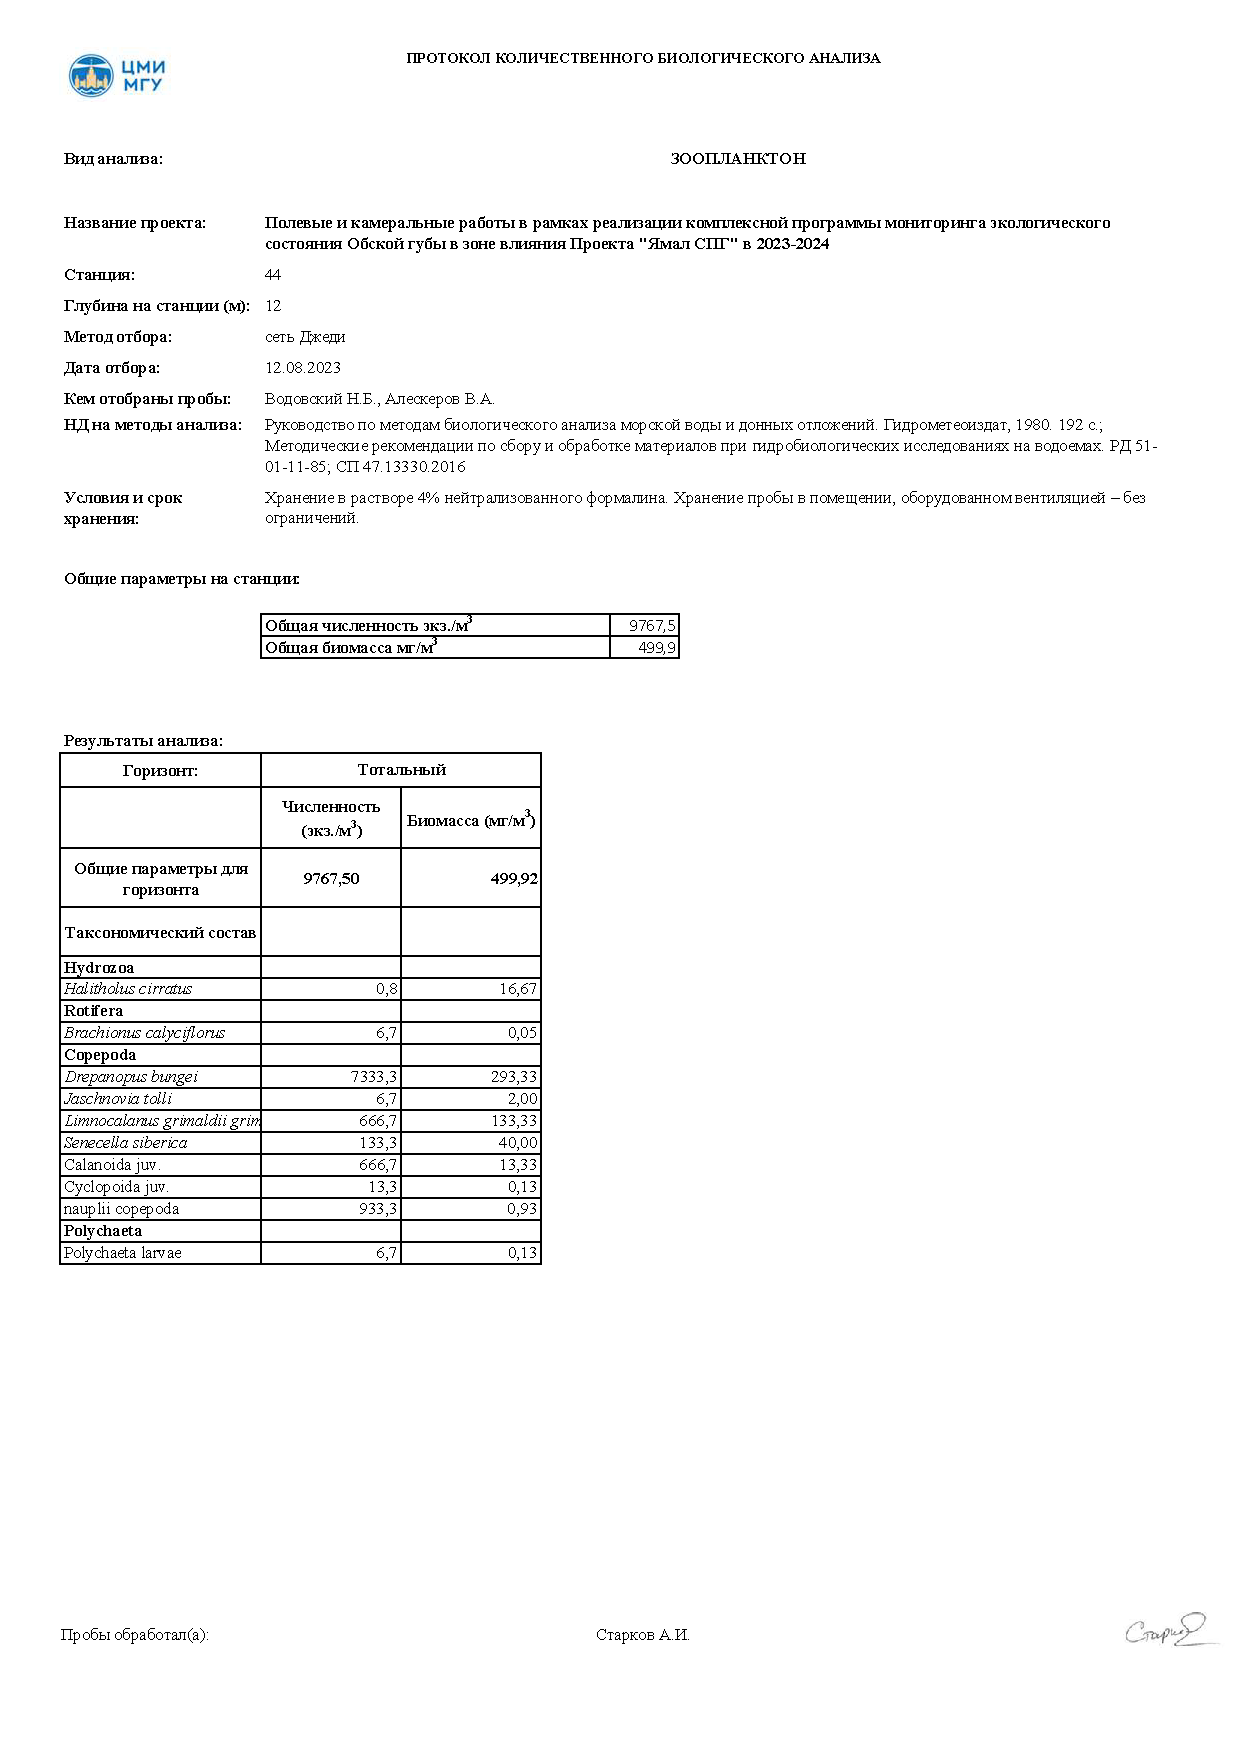 ЦМИ
МГУ
ПРОТОКОЛ КОЛИЧЕСТВЕННОГО БИОЛОГИЧЕСКОГО АНАЛИЗА
Вид анализа: ЗООПЛАНКТОН
Название проекта: Полевые и камеральные работы в рамках реализации комплексной программы мониторинга экологического
состояния Обской губы в зоне влияния Проекта "Ямал СПГ" в 2023-2024
Станция: 44
Глубина на станции (м): 12
Метод отбора: сеть Джеди
Дата отбора: 12.08.2023
Кем отобраны пробы: Водовский Н.Б., Алескеров В.А.
НД на методы анализа: Руководство по методам биологического анализа морской воды и донных отложений. Гидрометеоиздат, 1980. 192 с.;
Методические рекомендации по сбору и обработке материалов при гидробиологических исследованиях на водоемах. РД 51-
01-11-85; СП 47.13330.2016
Условия и срок Хранение в растворе 4% нейтрализованного формалина. Хранение пробы в помещении, оборудованном вентиляцией – без
хранения: ограничений.
Общие параметры на станции:
Общая численность экз./м³ 9767,5
Общая биомасса мг/м³ 499,9
Результаты анализа:
Горизонт: Тотальный
Численность
(экз./м³) Биомасса (мг/м³)
Общие параметры для
горизонта 9767,50 499,92
Таксономический состав
Hydrozoa
Halitholus cirratus 0,8 16,67
Rotifera
Brachionus calyciflorus 6,7 0,05
Copepoda
Drepanopus bungei 7333,3 293,33
Jaschnovia tolli 6,7 2,00
Limnocalanus grimaldii grim 666,7 133,33
Senecella siberica 133,3 40,00
Calanoida juv. 666,7 13,33
Cyclopoida juv. 13,3 0,13
nauplii copepoda 933,3 0,93
Polychaeta
Polychaeta larvae 6,7 0,13
Пробы обработал(а): Старков А.И.